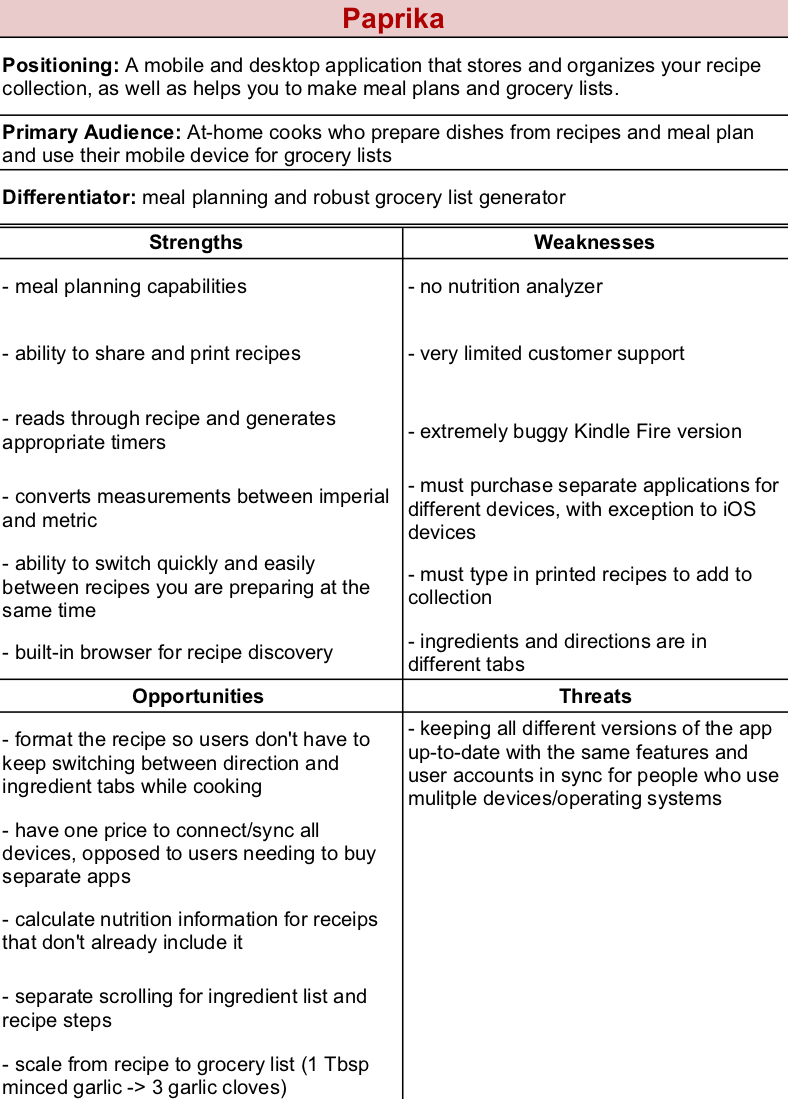 Paprika
Positioning: A mobile and desktop application that stores and organizes your recipe
collection, as well as helps you to make meal plans and grocery lists.
Primary Audience: At-home cooks who prepare dishes from recipes and meal plan
and use their mobile device for grocery lists
Differentiator: meal planning and robust grocery list generator
Strengths
- meal planning capabilities
- ability to share and print recipes
- reads through recipe and generates
appropriate timers
- converts measurements between imperial
and metric
- ability to switch quickly and easily
between recipes you are preparing at the
same time
- built-in browser for recipe discovery
Weaknesses
- no nutrition analyzer
- very limited customer support
- extremely buggy Kindle Fire version
- must purchase separate applications for
different devices, with exception to iOS
devices
- must type in printed recipes to add to
collection
- ingredients and directions are in
different tabs
Opportunities
- format the recipe so users don't have to
keep switching between direction and
ingredient tabs while cooking
- have one price to connect/sync all
devices, opposed to users needing to buy
separate apps
- calculate nutrition information for receips
that don't already include it
- separate scrolling for ingredient list and
recipe steps
- scale from recipe to grocery list (1 Tbsp
minced garlic -> 3 garlic cloves)
Threats
- keeping all different versions of the app
up-to-date with the same features and
user accounts in sync for people who use
mulitple devices/operating systems